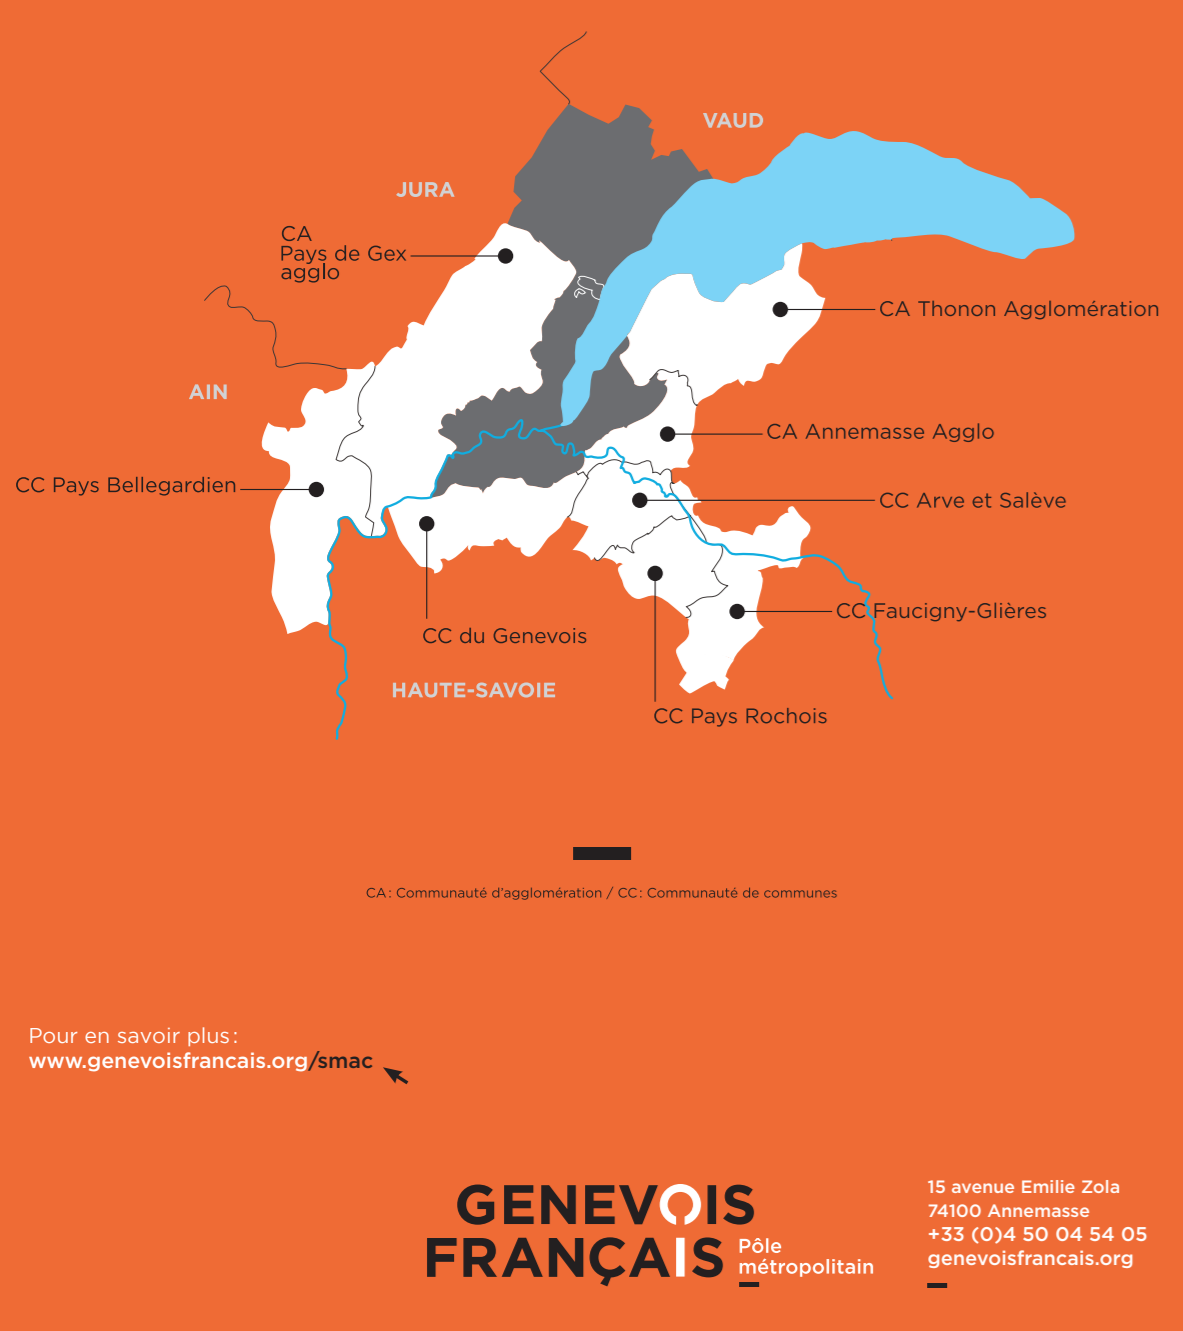 VAUD
JURA
CA
Pays de Gex
agglo
CA Thonon Agglomération
AIN
CA Annemasse Agglo
CC Pays Bellegardien
CC Arve et Salève
CC Faucigny-Glières
CC du Genevois
HAUTE-SAVOIE
CC Pays Rochois
CA : Communauté d'agglomération / CC : Communauté de communes
Pour en savoir plus :
www.genevoisfrancais.org/smac
GENEVOIS
FRANÇAIS
Pôle
métropolitain
15 avenue Emilie Zola
74100 Annemasse
+33 (0)4 50 04 54 05
genevoisfrancais.org